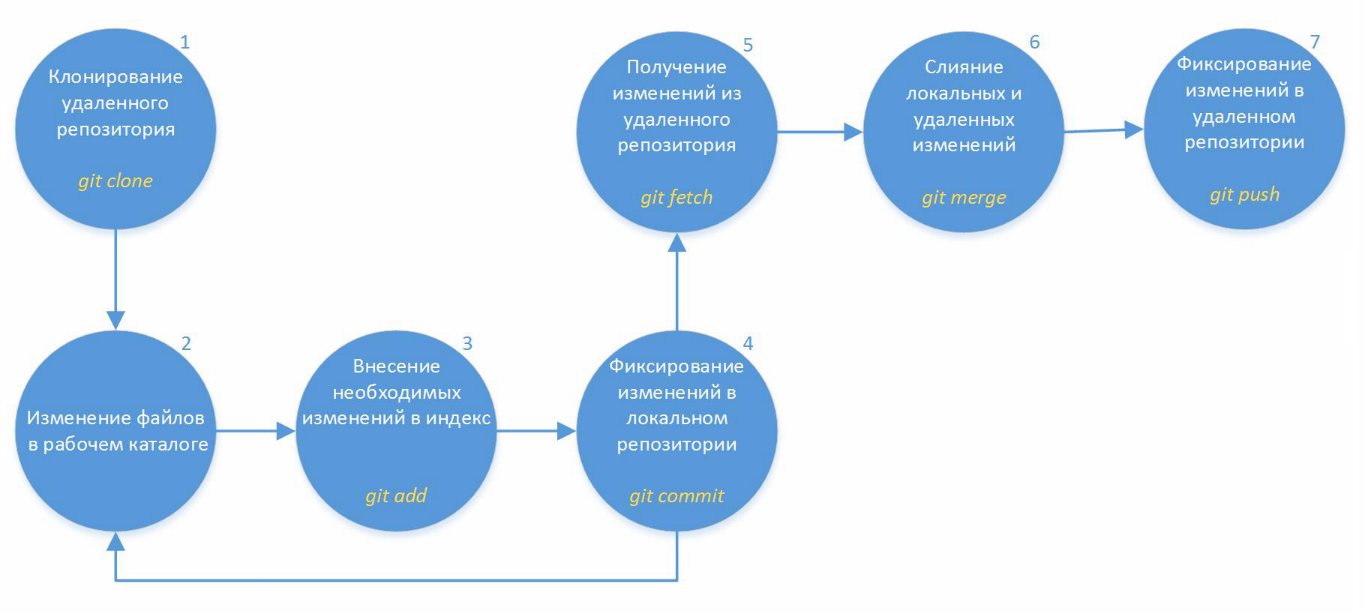 1
Клонирование
удаленного
репозитория
git clone
2
Изменение файлов
в рабочем каталоге
3
Внесение
необходимых
изменений в индекс
git add
4
Фиксирование
изменений в
локальном
репозитории
git commit
5
Получение
изменений из
удаленного
репозитория
git fetch
6
Слияние
локальных и
удаленных
изменений
git merge
7
Фиксирование
изменений в
удаленном
репозитории
git push